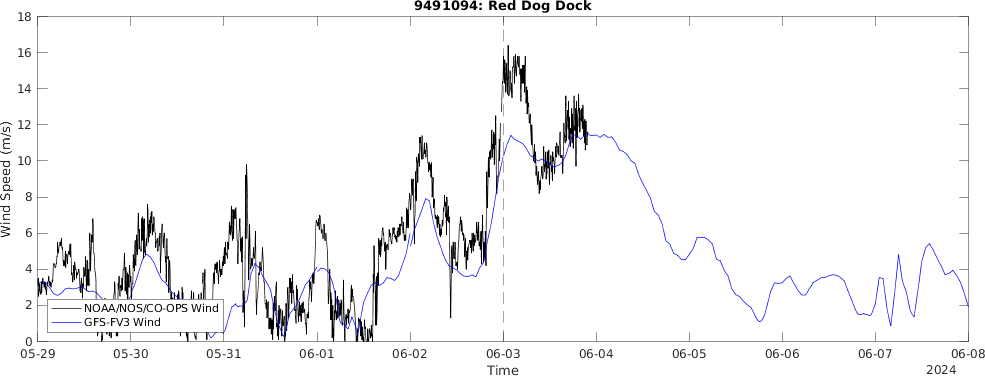 9491094: Red Dog Dock
Wind Speed (m/s)
18
16
14
12
10
8
6
4
2
0
NOAA/NOS/CO-OPS Wind
GFS-FV3 Wind
05-29 05-30 05-31 06-01 06-02 06-03 06-04 06-05 06-06 06-07 06-08
Time
2024